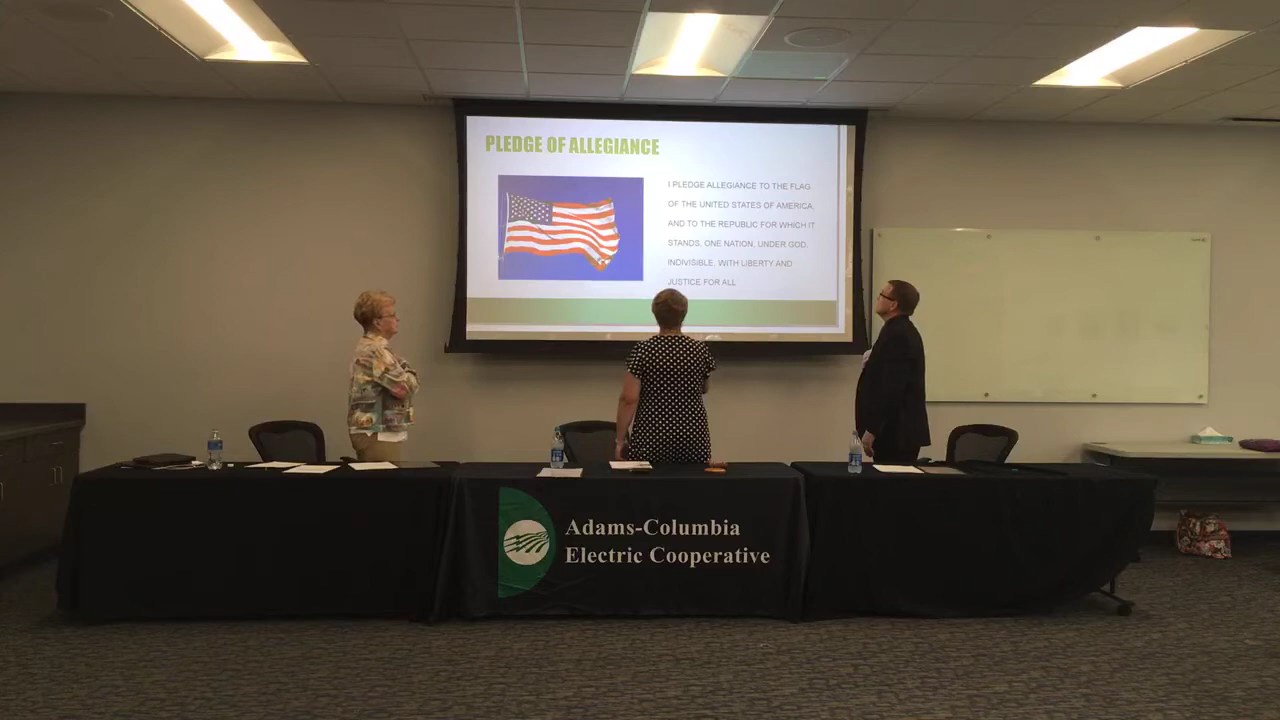 PLEDGE OF ALLEGIANCE
I PLEDGE ALLEGIANCE TO THE FLAG
OF THE UNITED STATES OF AMERICA,
AND TO THE REPUBLIC FOR WHICH IT
STANDS, ONE NATION, UNDER GOD,
INDIVISIBLE, WITH LIBERTY AND
JUSTICE FOR ALL
Adams-Columbia
Electric Cooperative